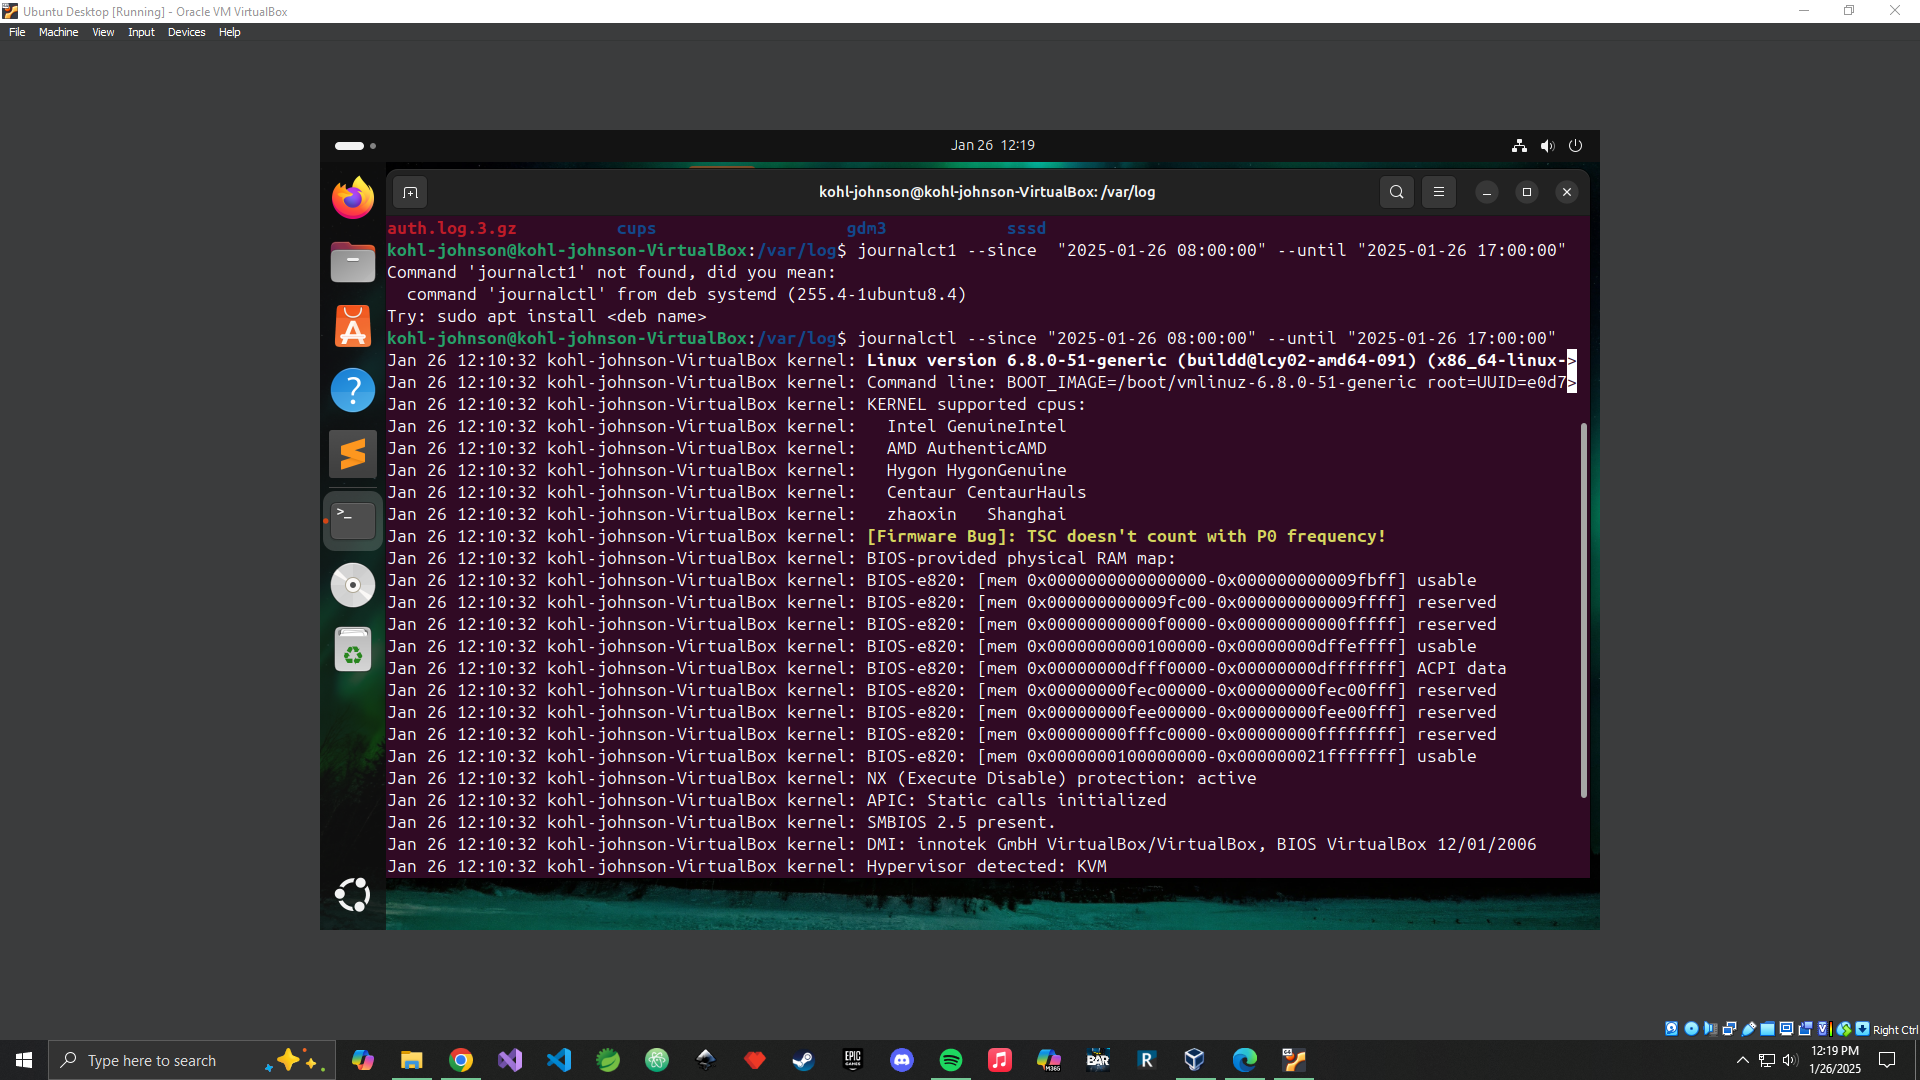 Ubuntu Desktop [Running] - Oracle VM VirtualBox
File Machine View Input Devices Help
Jan 26 12:19
kohl-johnson@kohl-johnson-VirtualBox: /var/log
auth.log.3.gz cups gdm3 sssd
kohl-johnson@kohl-johnson-VirtualBox:/var/log$ journalct1 --since  "2025-01-26 08:00:00" --until "2025-01-26 17:00:00"
Command 'journalct1' not found, did you mean:
  command 'journalctl' from deb systemd (255.4-1ubuntu8.4)
Try: sudo apt install <deb name>
kohl-johnson@kohl-johnson-VirtualBox:/var/log$ journalctl --since "2025-01-26 08:00:00" --until "2025-01-26 17:00:00"
Jan 26 12:10:32 kohl-johnson-VirtualBox kernel: Linux version 6.8.0-51-generic (buildd@lcy02-amd64-091) (x86_64-linux->
Jan 26 12:10:32 kohl-johnson-VirtualBox kernel: Command line: BOOT_IMAGE=/boot/vmlinuz-6.8.0-51-generic root=UUID=e0d7>
Jan 26 12:10:32 kohl-johnson-VirtualBox kernel: KERNEL supported cpus:
Jan 26 12:10:32 kohl-johnson-VirtualBox kernel:   Intel GenuineIntel
Jan 26 12:10:32 kohl-johnson-VirtualBox kernel:   AMD AuthenticAMD
Jan 26 12:10:32 kohl-johnson-VirtualBox kernel:   Hygon HygonGenuine
Jan 26 12:10:32 kohl-johnson-VirtualBox kernel:   Centaur CentaurHauls
Jan 26 12:10:32 kohl-johnson-VirtualBox kernel:   zhaoxin   Shanghai
Jan 26 12:10:32 kohl-johnson-VirtualBox kernel: [Firmware Bug]: TSC doesn't count with P0 frequency!
Jan 26 12:10:32 kohl-johnson-VirtualBox kernel: BIOS-provided physical RAM map:
Jan 26 12:10:32 kohl-johnson-VirtualBox kernel: BIOS-e820: [mem 0x0000000000000000-0x000000000009fbff] usable
Jan 26 12:10:32 kohl-johnson-VirtualBox kernel: BIOS-e820: [mem 0x000000000009fc00-0x000000000009ffff] reserved
Jan 26 12:10:32 kohl-johnson-VirtualBox kernel: BIOS-e820: [mem 0x00000000000f0000-0x00000000000fffff] reserved
Jan 26 12:10:32 kohl-johnson-VirtualBox kernel: BIOS-e820: [mem 0x0000000000100000-0x00000000dffeffff] usable
Jan 26 12:10:32 kohl-johnson-VirtualBox kernel: BIOS-e820: [mem 0x00000000dfff0000-0x00000000dfffffff] ACPI data
Jan 26 12:10:32 kohl-johnson-VirtualBox kernel: BIOS-e820: [mem 0x00000000fec00000-0x00000000fec00fff] reserved
Jan 26 12:10:32 kohl-johnson-VirtualBox kernel: BIOS-e820: [mem 0x00000000fee00000-0x00000000fee00fff] reserved
Jan 26 12:10:32 kohl-johnson-VirtualBox kernel: BIOS-e820: [mem 0x00000000fffc0000-0x00000000ffffffff] reserved
Jan 26 12:10:32 kohl-johnson-VirtualBox kernel: BIOS-e820: [mem 0x0000000100000000-0x000000021fffffff] usable
Jan 26 12:10:32 kohl-johnson-VirtualBox kernel: NX (Execute Disable) protection: active
Jan 26 12:10:32 kohl-johnson-VirtualBox kernel: APIC: Static calls initialized
Jan 26 12:10:32 kohl-johnson-VirtualBox kernel: SMBIOS 2.5 present.
Jan 26 12:10:32 kohl-johnson-VirtualBox kernel: DMI: innotek GmbH VirtualBox/VirtualBox, BIOS VirtualBox 12/01/2006
Jan 26 12:10:32 kohl-johnson-VirtualBox kernel: Hypervisor detected: KVM
Right Ctrl
Type here to search
EPIC GAMES
M365
BAR
R
12:19 PM
1/26/2025